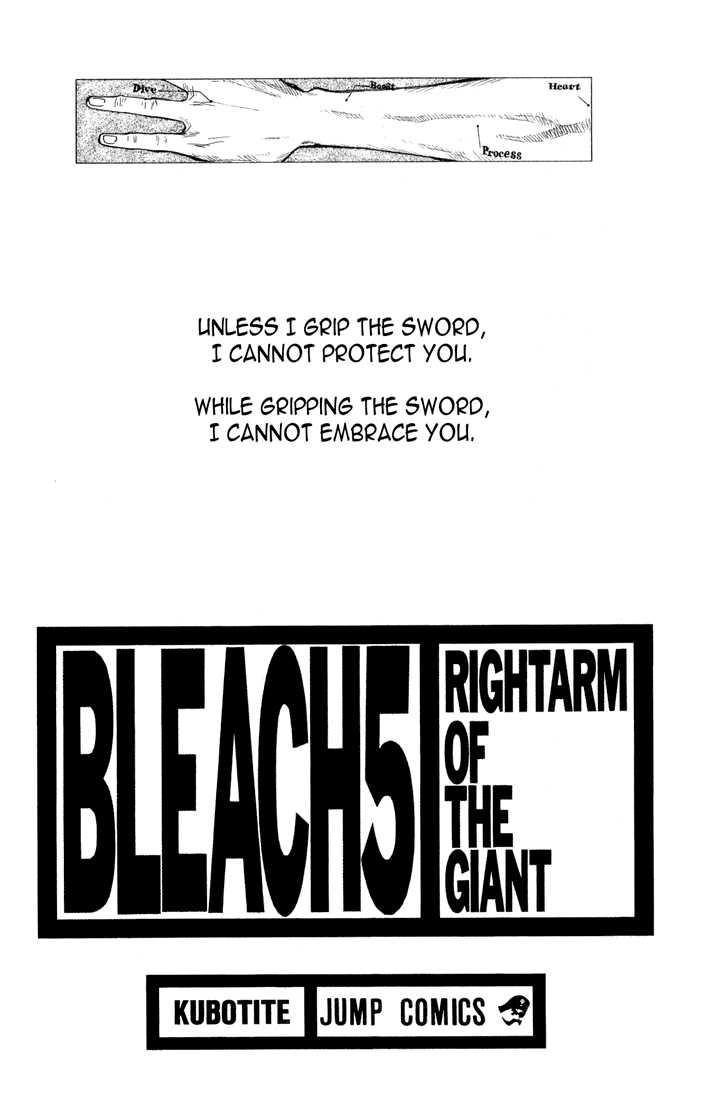 Dive
Boost
Heart
Process
UNLESS I GRIP THE SWORD,
I CANNOT PROTECT YOU.
WHILE GRIPPING THE SWORD,
I CANNOT EMBRACE YOU.
BLEACH5
RIGHTARM
OF
THE
GIANT
KUBOTITE
JUMP COMICS